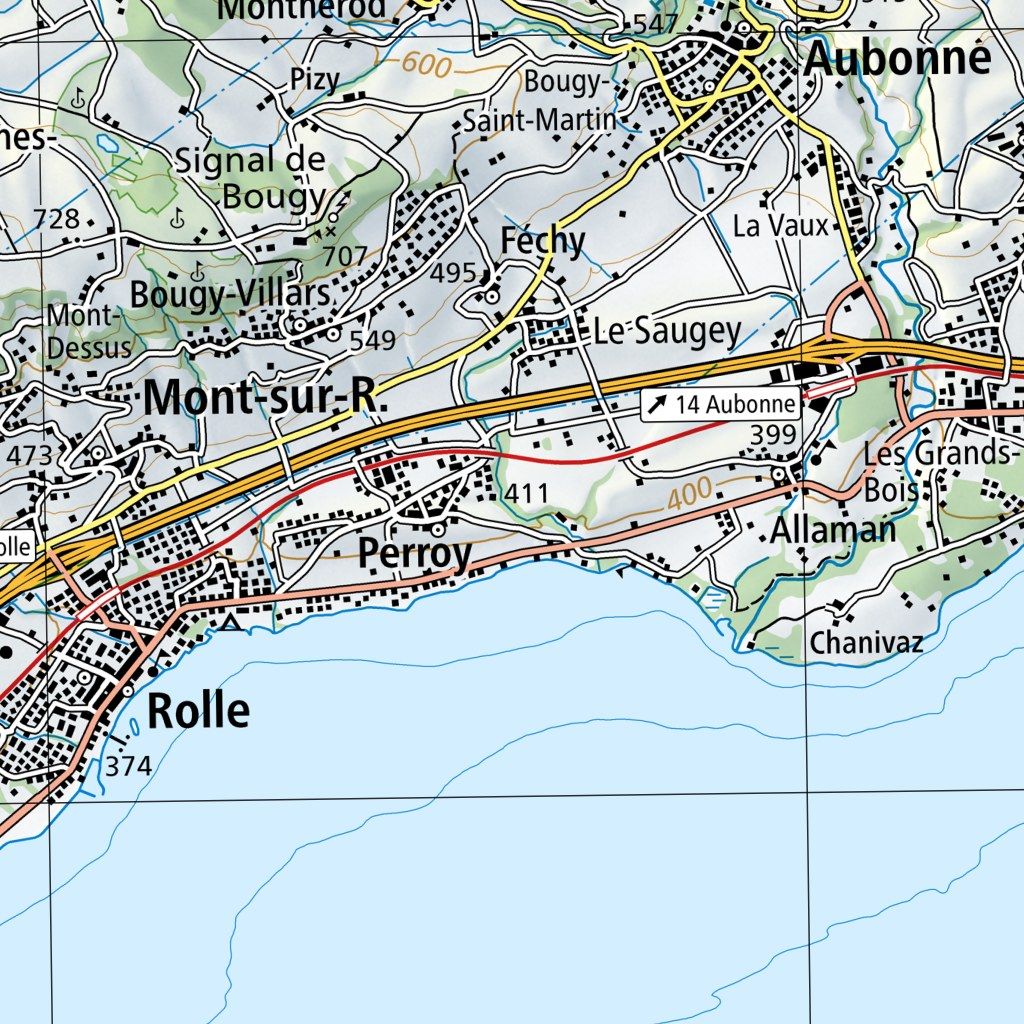 Montherod
547
Aubonne
600
Pizy
Bougy-
Saint-Martin
nes-
Signal de
Bougy
728
La Vaux
707
Féchy
495
Bougy-Villars
Mont-
Dessus
549
Le Saugey
Mont-sur-R.
14 Aubonne
399
473
Les Grands-
Bois
411
400
Allaman
olle
Perroy
Chanivaz
Rolle
374